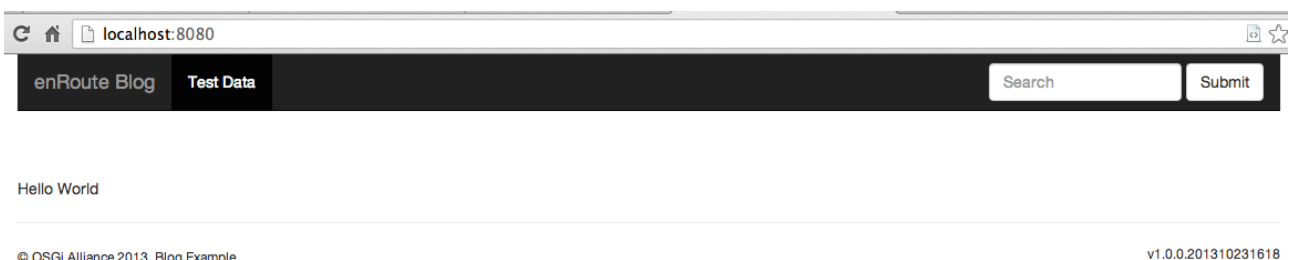 localhost:8080
enRoute Blog Test Data Search Submit
Hello World
© OSGi Alliance 2013, Blog Example v1.0.0.201310231618